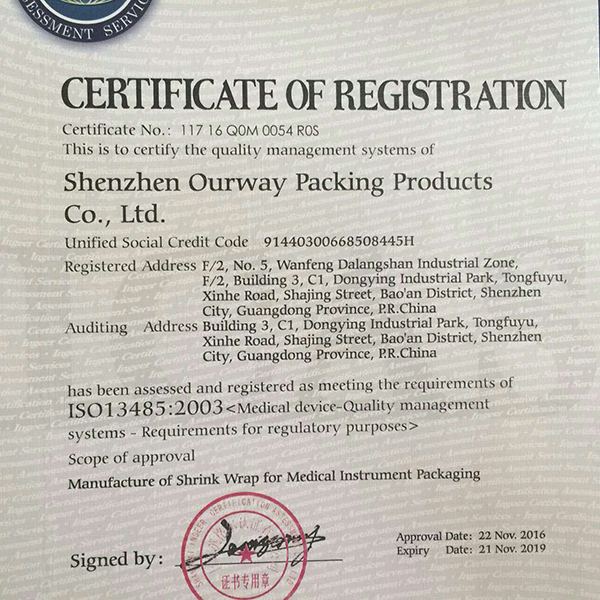 ESSMENT SERVI
CERTIFICATE OF REGISTRATION
Certificate No.: 117 16 Q0M 0054 R0S
This is to certify the quality management systems of
Shenzhen Ourway Packing Products
Co., Ltd.
Unified Social Credit Code 91440300668508445H
Registered Address F/2, No. 5, Wanfeng Dalangshan Industrial Zone,
F/2, Building 3, C1, Dongying Industrial Park, Tongfuyu,
Xinhe Road, Shajing Street, Bao'an District, Shenzhen
City, Guangdong Province, P.R.China
Auditing Address Building 3, C1, Dongying Industrial Park, Tongfuyu,
Xinhe Road, Shajing Street, Bao'an District, Shenzhen
City, Guangdong Province, P.R.China
has been assessed and registered as meeting the requirements of
ISO13485:2003<Medical device-Quality management
systems - Requirements for regulatory purposes>
Scope of approval
Manufacture of Shrink Wrap for Medical Instrument Packaging
Signed by:
证书专用章
Approval Date: 22 Nov. 2016
Expiry Date: 21 Nov. 2019